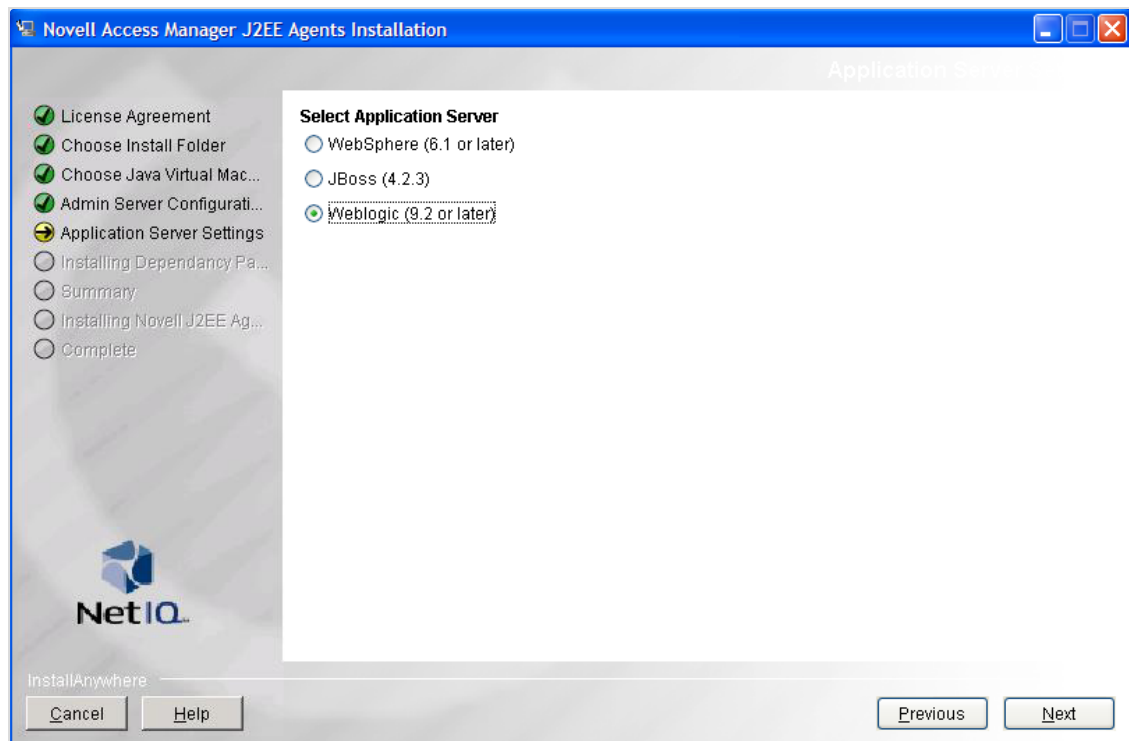 Novell Access Manager J2EE Agents Installation
Application Server
License Agreement
Choose Install Folder
Choose Java Virtual Mac...
Admin Server Configurati...
Application Server Settings
Installing Dependancy Pa...
Summary
Installing Novell J2EE Ag...
Complete
Select Application Server
WebSphere (6.1 or later)
JBoss (4.2.3)
Weblogic (9.2 or later)
NetIQ
InstallAnywhere
Cancel
Help
Previous
Next